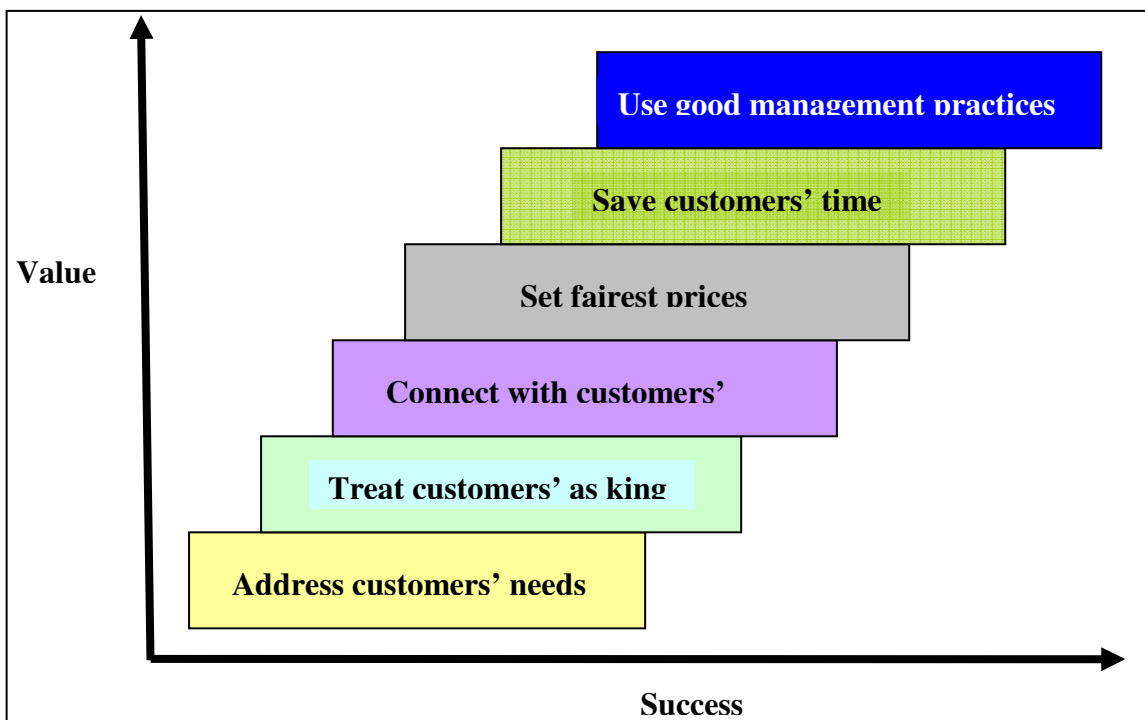 Use good management practices
Save customers’ time
Value
Set fairest prices
Connect with customers’
Treat customers’ as king
Address customers’ needs
Success